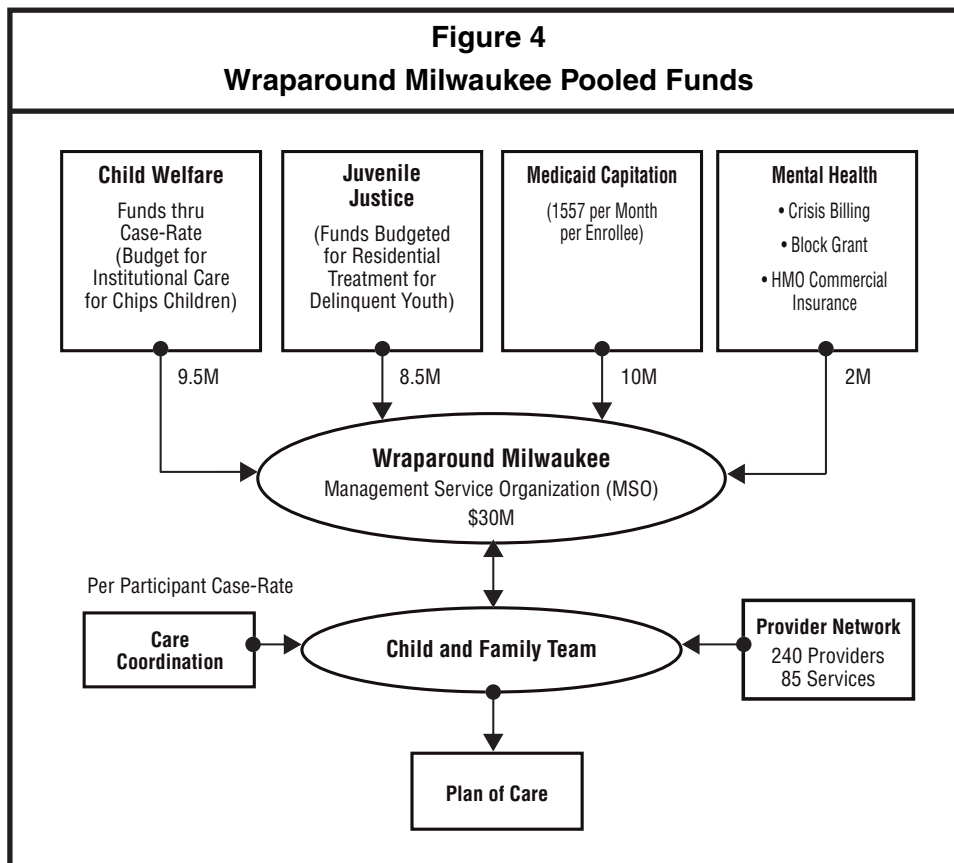 Figure 4
Wraparound Milwaukee Pooled Funds
Child Welfare
Funds thru
Case-Rate
(Budget for
Institutional Care
for Chips Children)
Juvenile
Justice
(Funds Budgeted
for Residential
Treatment for
Delinquent Youth)
Medicaid Capitation
(1557 per Month
per Enrollee)
Mental Health
• Crisis Billing
• Block Grant
• HMO Commercial
Insurance
9.5M
8.5M
10M
2M
Wraparound Milwaukee
Management Service Organization (MSO)
$30M
Per Participant Case-Rate
Care
Coordination
Child and Family Team
Provider Network
240 Providers
85 Services
Plan of Care